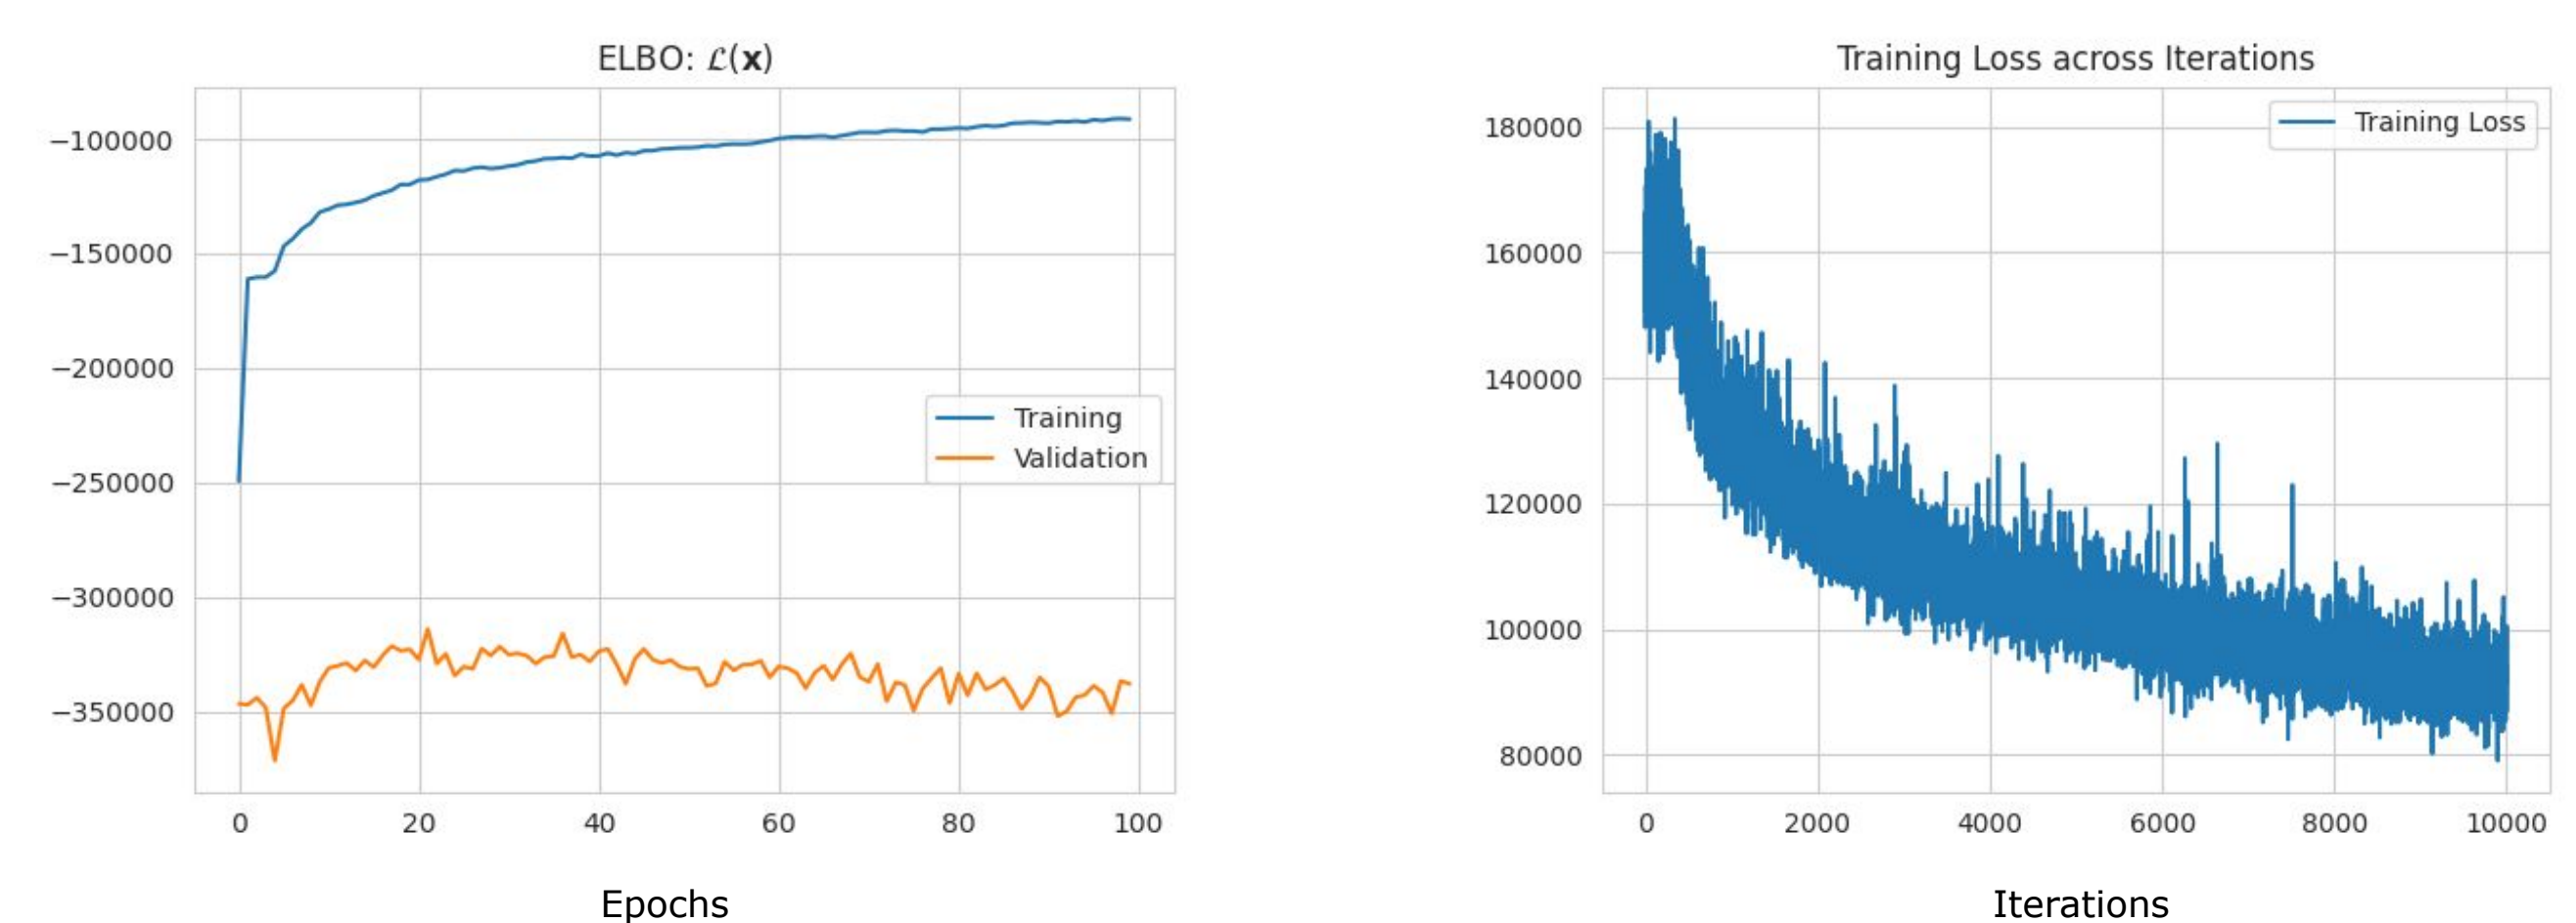 ELBO: ℒ(x)
−100000
−150000
−200000
−250000
−300000
−350000
Training
Validation
0 20 40 60 80 100
Epochs
Training Loss across Iterations
180000
160000
140000
120000
100000
80000
Training Loss
0 2000 4000 6000 8000 10000
Iterations